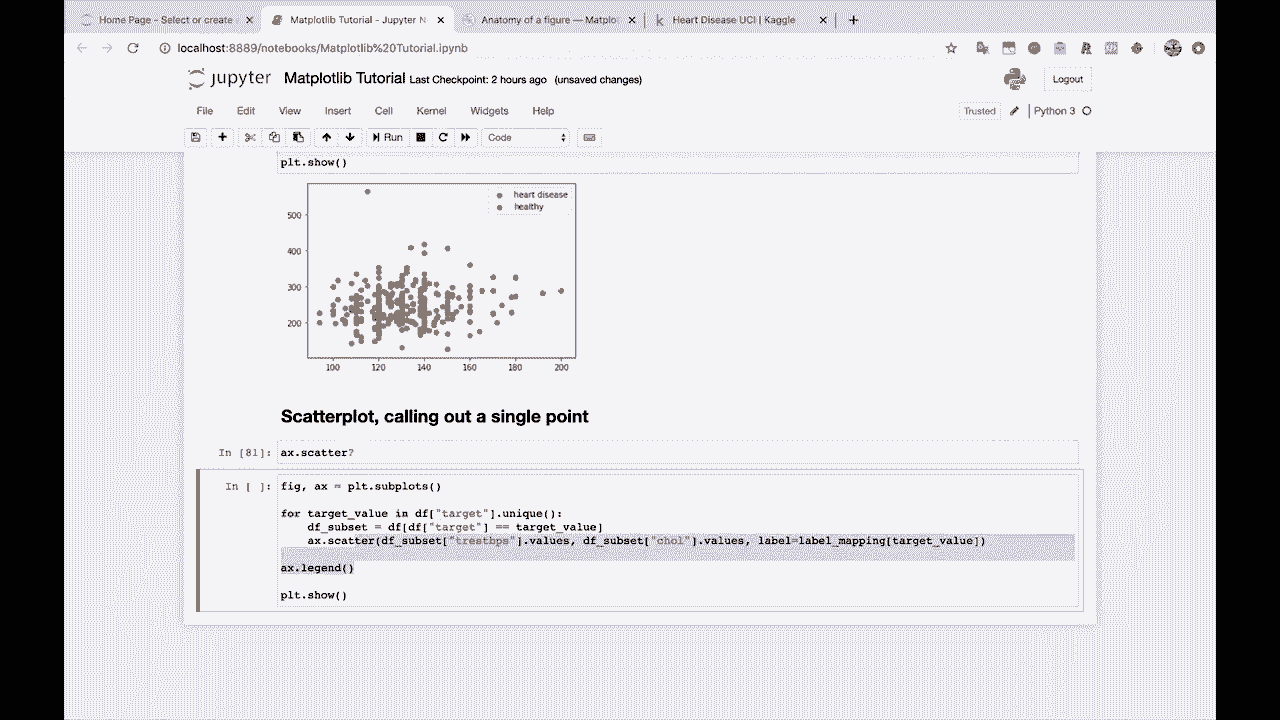 Home Page - Select or create
Matplotlib Tutorial - Jupyter N
Anatomy of a figure — Matplo
Heart Disease UCI | Kaggle
localhost:8889/notebooks/Matplotlib%20Tutorial.ipynb
jupyter Matplotlib Tutorial Last Checkpoint: 2 hours ago (unsaved changes)
Logout
File Edit View Insert Cell Kernel Widgets Help
Trusted
Python 3
Run
Code
plt.show()
heart disease
healthy
500
400
300
200
100 120 140 160 180 200
Scatterplot, calling out a single point
In [81]: ax.scatter?
In [ ]: fig, ax = plt.subplots()
for target_value in df["target"].unique():
df_subset = df[df["target"] == target_value]
ax.scatter(df_subset["trestbps"].values, df_subset["chol"].values, label=label_mapping[target_value])
ax.legend()
plt.show()